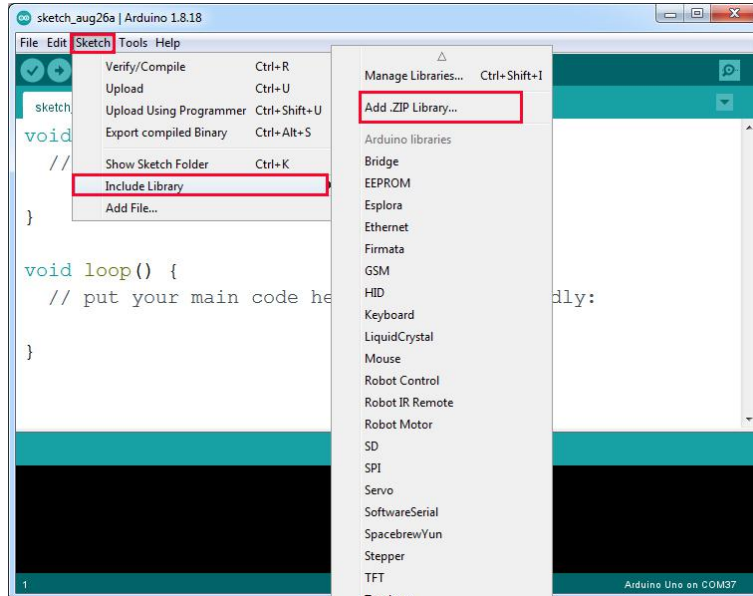 sketch_aug26a | Arduino 1.8.18
File Edit Sketch Tools Help
sketch_
Verify/Compile Ctrl+R
Upload Ctrl+U
Upload Using Programmer Ctrl+Shift+U
Export compiled Binary Ctrl+Alt+S
Show Sketch Folder Ctrl+K
Include Library
Add File...
Manage Libraries... Ctrl+Shift+I
Add .ZIP Library...
Arduino libraries
Bridge
EEPROM
Esplora
Ethernet
Firmata
GSM
HID
Keyboard
LiquidCrystal
Mouse
Robot Control
Robot IR Remote
Robot Motor
SD
SPI
Servo
SoftwareSerial
SpacebrewYun
Stepper
TFT
void
//
}
void loop() {
// put your main code he dly:
}
1
Arduino Uno on COM37